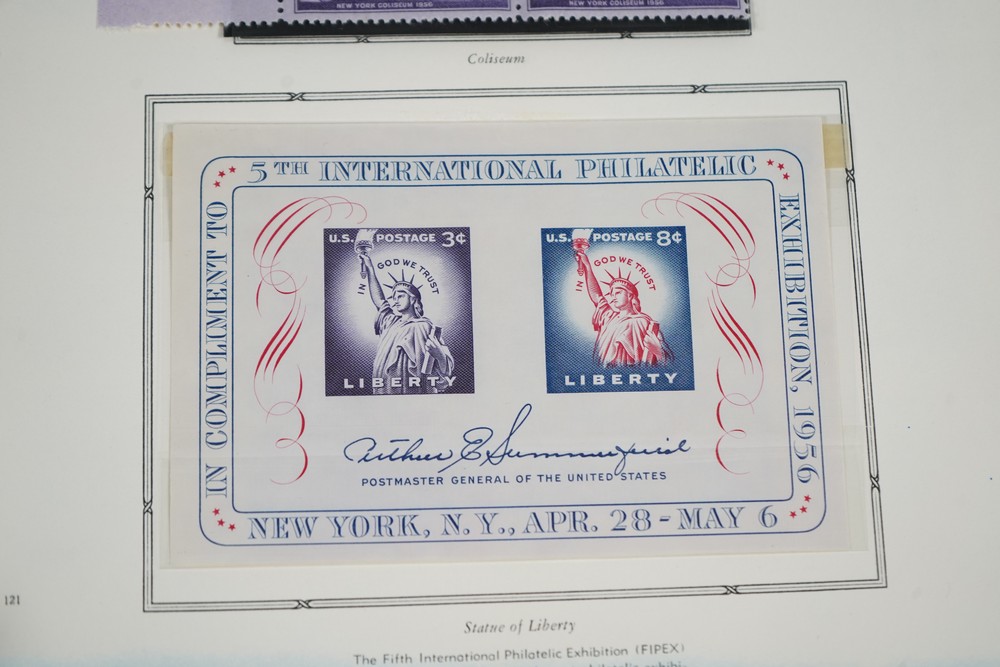 NEW YORK COLISEUM 1956
NEW YORK COLISEUM 1956
Coliseum
IN COMPLIMENT TO
5TH INTERNATIONAL PHILATELIC
EXHIBITION, 1956
U.S. POSTAGE 3¢
IN GOD WE TRUST
LIBERTY
U.S. POSTAGE 8¢
IN GOD WE TRUST
LIBERTY
Arthur E Summerfield
POSTMASTER GENERAL OF THE UNITED STATES
NEW YORK, N.Y., APR. 28-MAY 6
121
Statue of Liberty
The Fifth International Philatelic Exhibition (FIPEX)